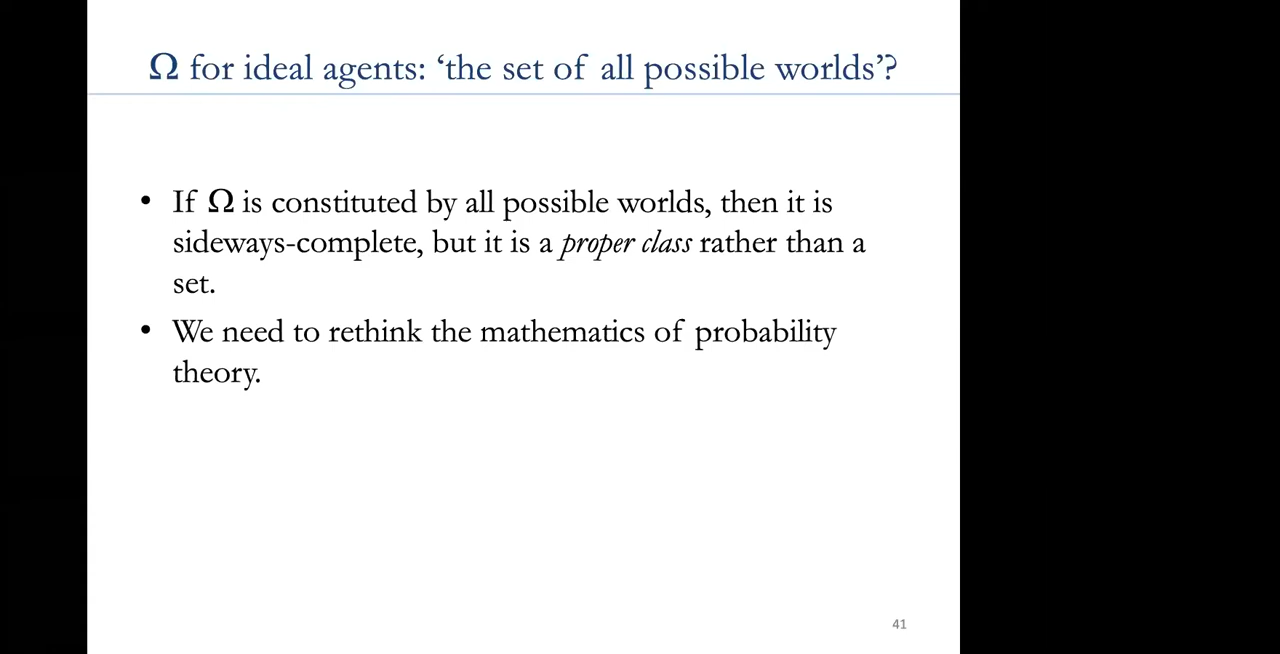 Ω for ideal agents: ‘the set of all possible worlds’?
• If Ω is constituted by all possible worlds, then it is
sideways-complete, but it is a proper class rather than a
set.
• We need to rethink the mathematics of probability
theory.
41